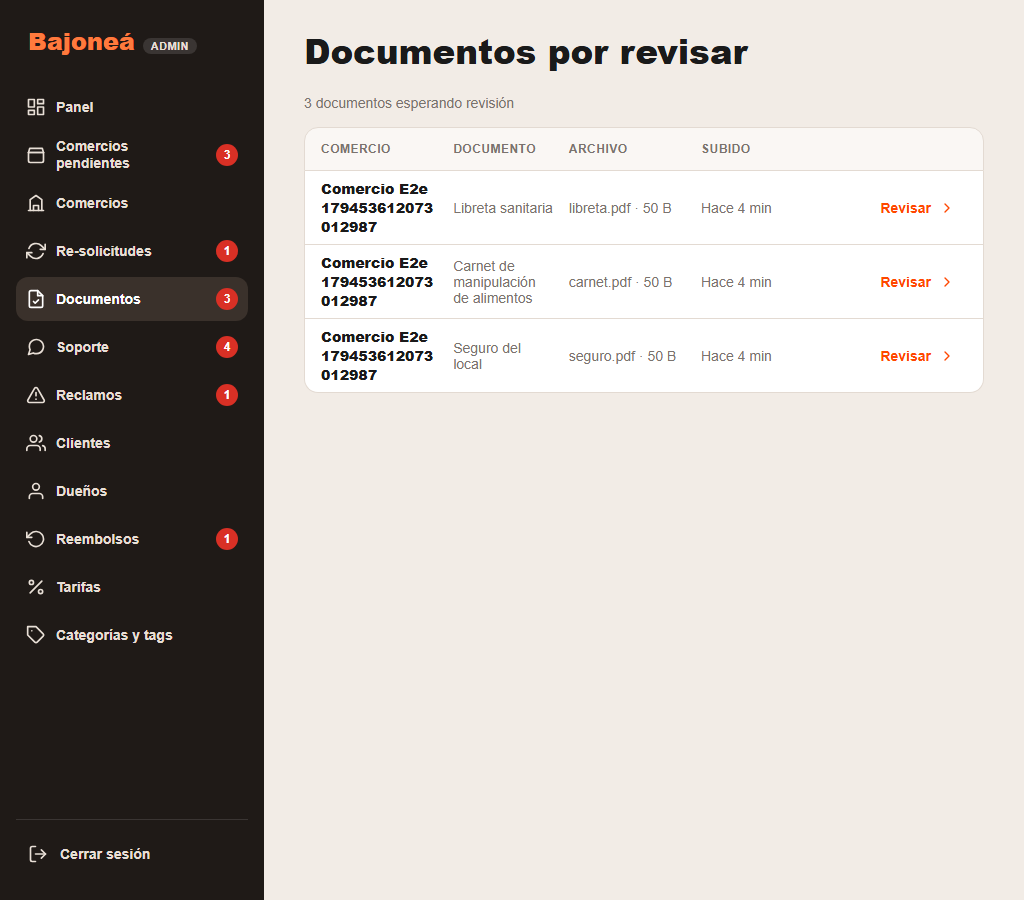 Bajoneá ADMIN
Panel
Comercios
pendientes
3
Comercios
Re-solicitudes 1
Documentos 3
Soporte 4
Reclamos 1
Clientes
Dueños
Reembolsos 1
Tarifas
Categorías y tags
Cerrar sesión
Documentos por revisar
3 documentos esperando revisión
COMERCIO DOCUMENTO ARCHIVO SUBIDO
Comercio E2e
179453612073
012987
Libreta sanitaria
libreta.pdf · 50 B
Hace 4 min
Revisar
Comercio E2e
179453612073
012987
Carnet de
manipulación
de alimentos
carnet.pdf · 50 B
Hace 4 min
Revisar
Comercio E2e
179453612073
012987
Seguro del
local
seguro.pdf · 50 B
Hace 4 min
Revisar